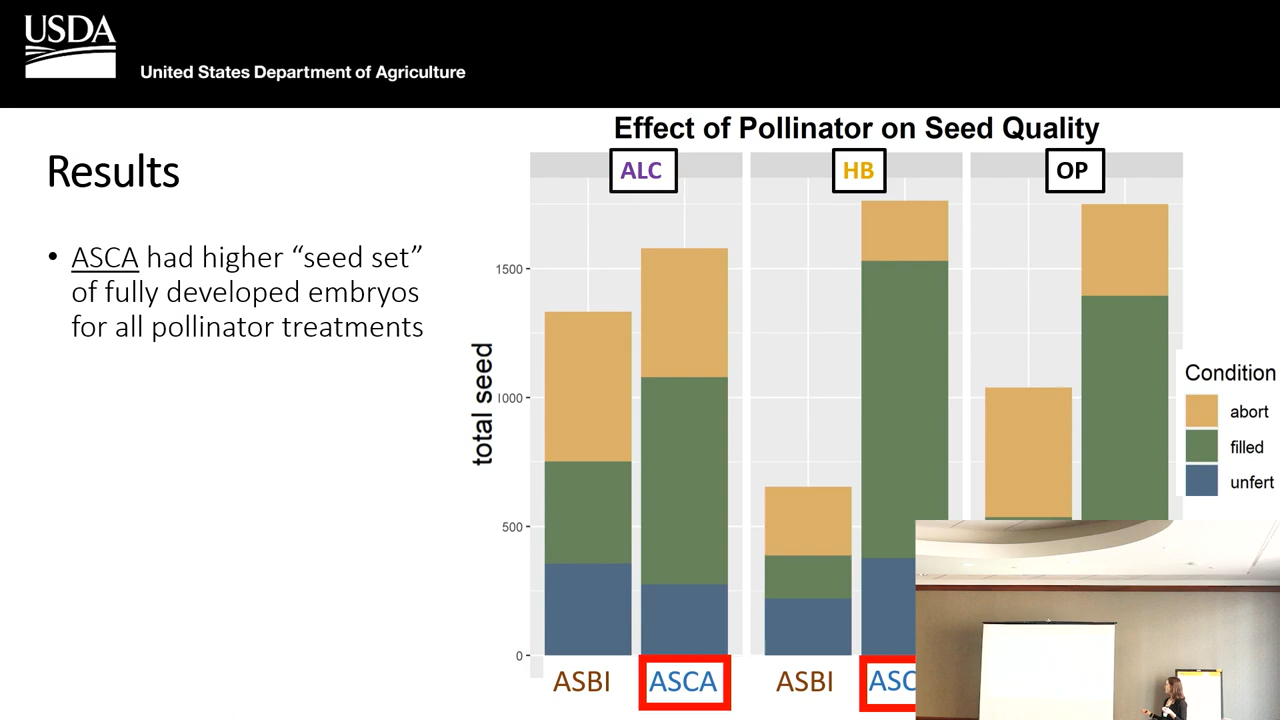 USDA
United States Department of Agriculture
Results
• ASCA had higher “seed set”
of fully developed embryos
for all pollinator treatments
Effect of Pollinator on Seed Quality
ALC
HB
OP
total seed
1500
1000
500
0
ASBI
ASCA
ASBI
ASC
Condition
abort
filled
unfert